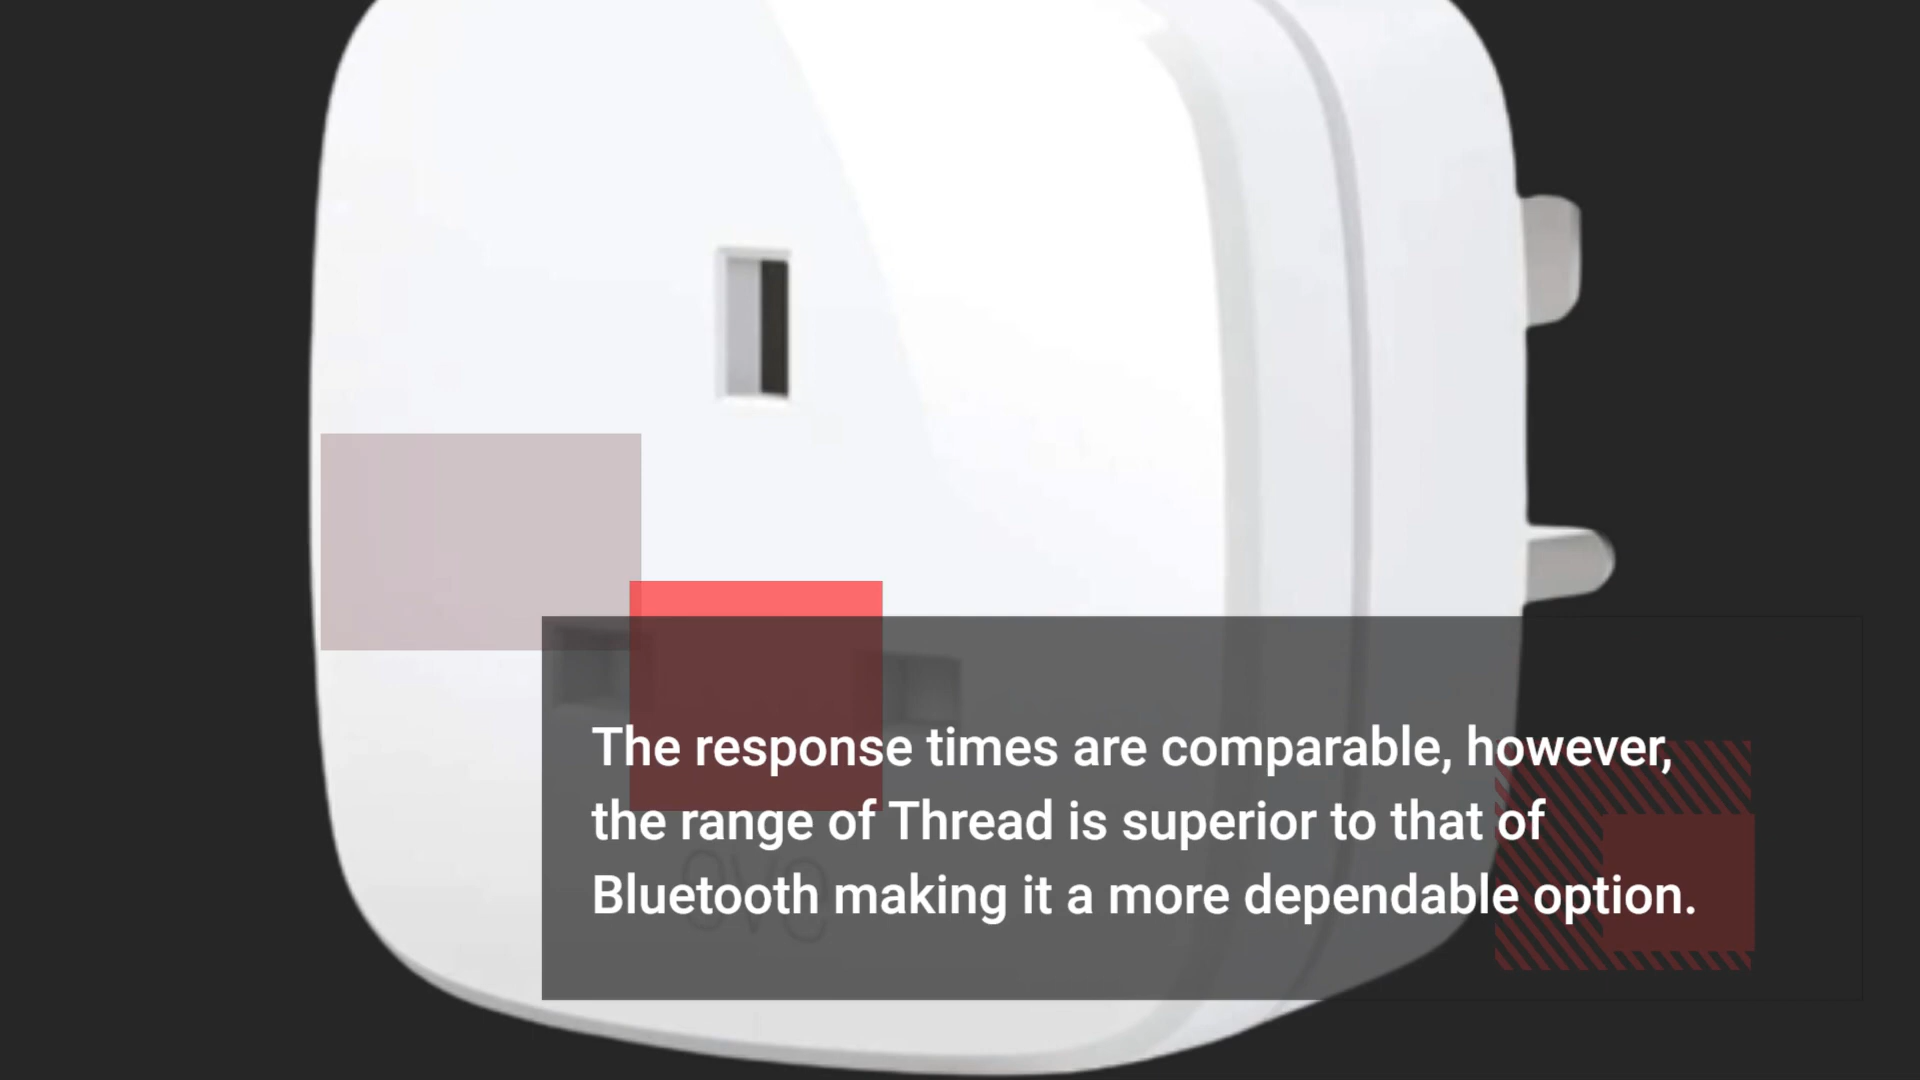 The response times are comparable, however,
the range of Thread is superior to that of
Bluetooth making it a more dependable option.
eve